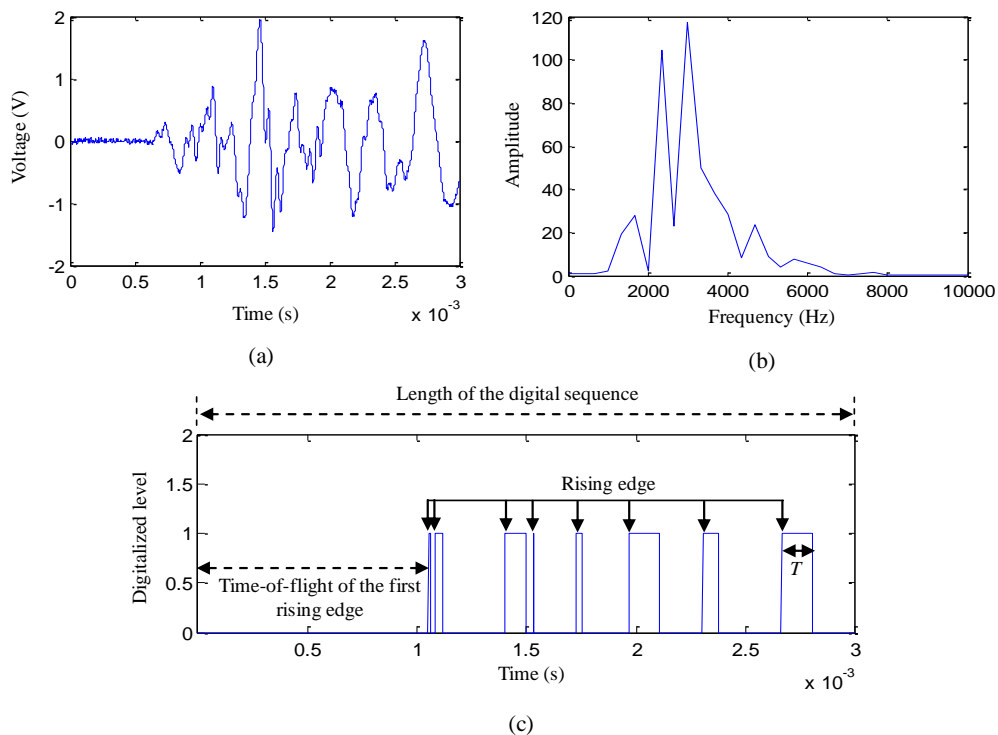 2
1
0
-1
-2
Voltage (V)
0 0.5 1 1.5 2 2.5 3
Time (s)
x 10⁻³
(a)
120
100
80
60
40
20
0
Amplitude
0 2000 4000 6000 8000 10000
Frequency (Hz)
(b)
Length of the digital sequence
2
1.5
1
0.5
0
Digitalized level
Rising edge
T
Time-of-flight of the first
rising edge
0 0.5 1 1.5 2 2.5 3
Time (s)
x 10⁻³
(c)